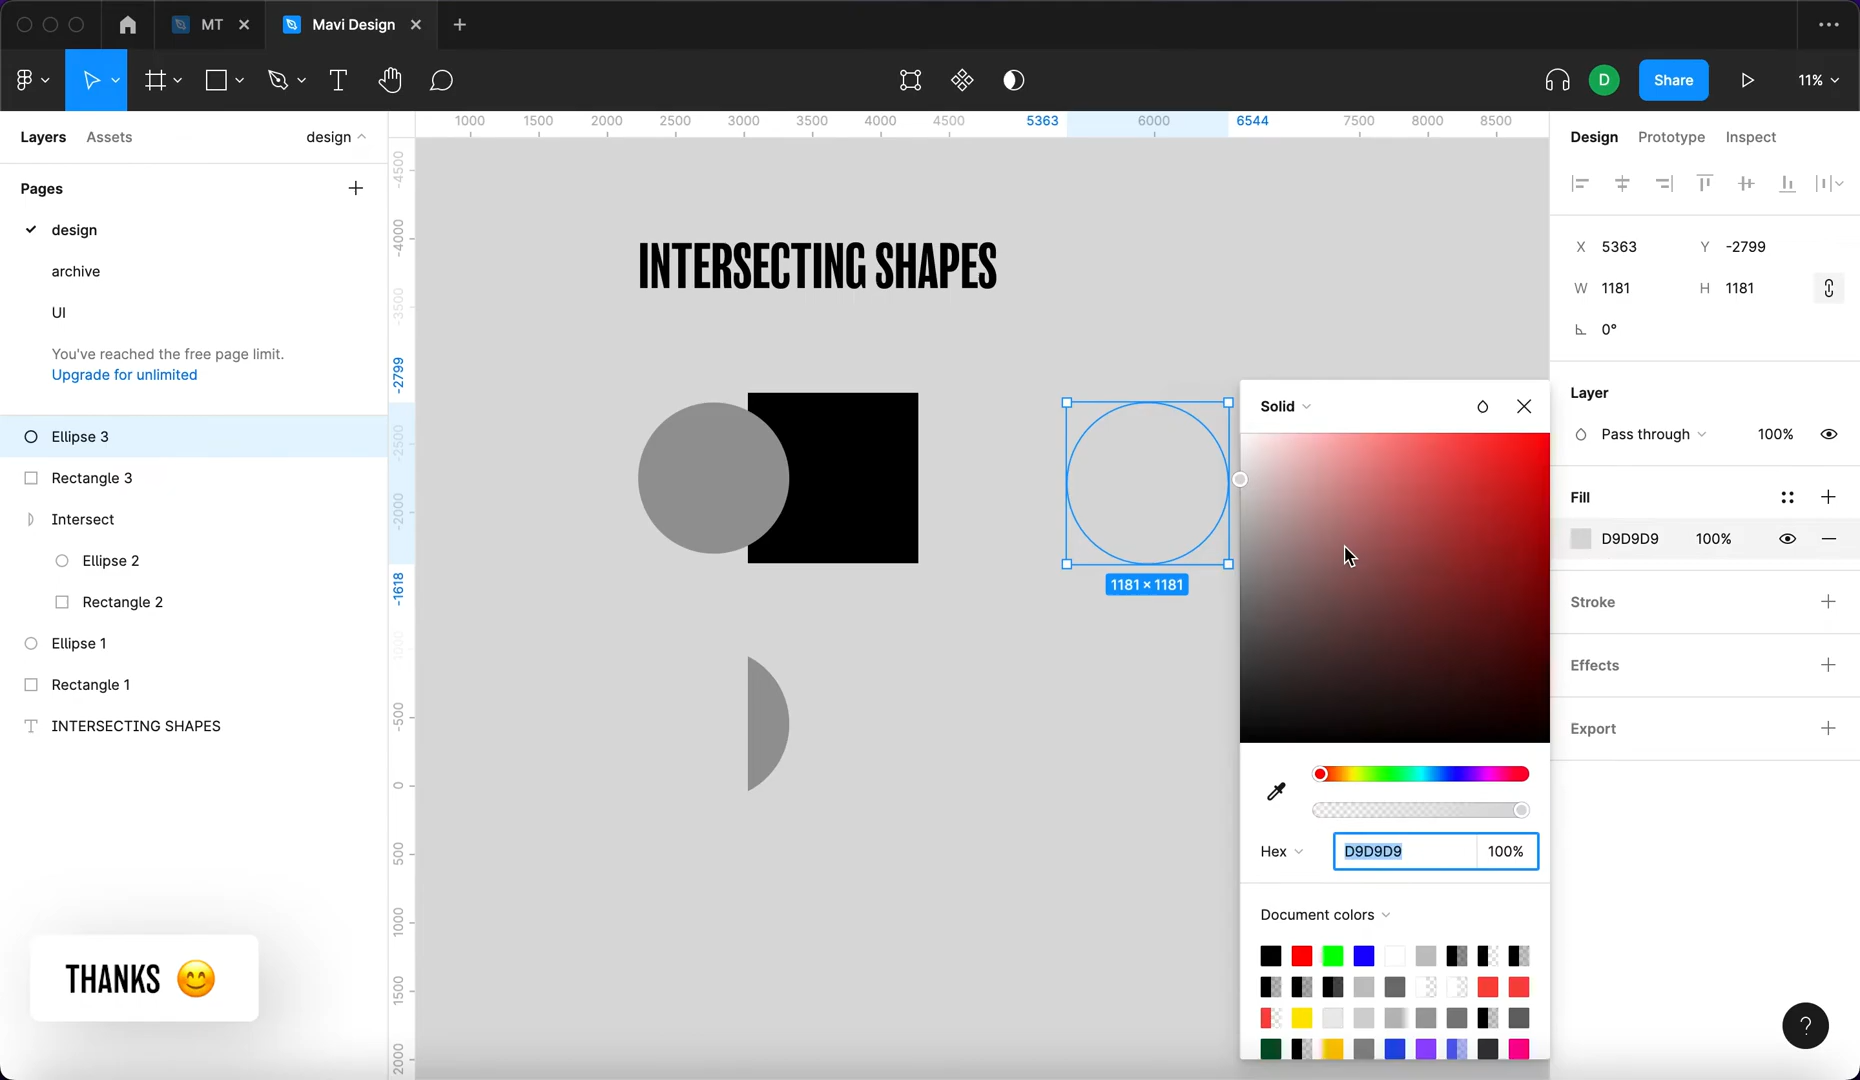 MT
Mavi Design
Share
11%
Layers
Assets
design
Pages
design
archive
UI
You've reached the free page limit.
Upgrade for unlimited
Ellipse 3
Rectangle 3
Intersect
Ellipse 2
Rectangle 2
Ellipse 1
Rectangle 1
INTERSECTING SHAPES
THANKS 😊
1000 1500 2000 2500 3000 3500 4000 4500 5363 6000 6544 7500 8000 8500
-4500
-4000
-3500
-2799
-2500
-2000
-1618
-500
0
500
1000
1500
2000
INTERSECTING SHAPES
1181 × 1181
Solid
Hex
D9D9D9
100%
Document colors
D
Design
Prototype
Inspect
X 5363
Y -2799
W 1181
H 1181
0°
Layer
Pass through
100%
Fill
D9D9D9
100%
Stroke
Effects
Export
?